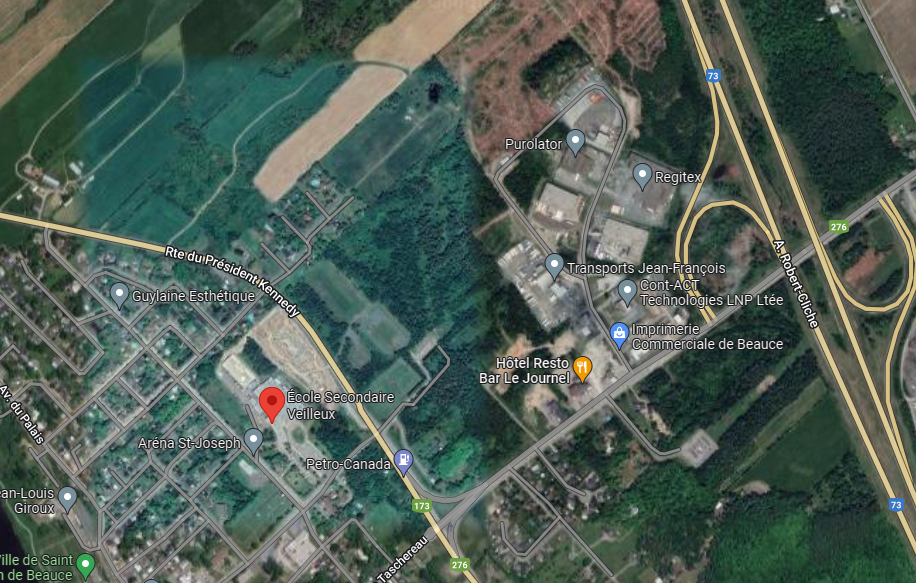 73
Purolator
Regitex
276
Rte du Président-Kennedy
A. Robert-Cliche
Transports Jean-François
Cont-ACT
Technologies LNP Ltée
Guylaine Esthétique
Imprimerie
Commerciale de Beauce
Hôtel Resto
Bar Le Journel
École Secondaire
Veilleux
Av. du Palais
Aréna St-Joseph
Petro-Canada
ean-Louis
Giroux
173
73
Taschereau
276
Ville de Saint
n de Beauce